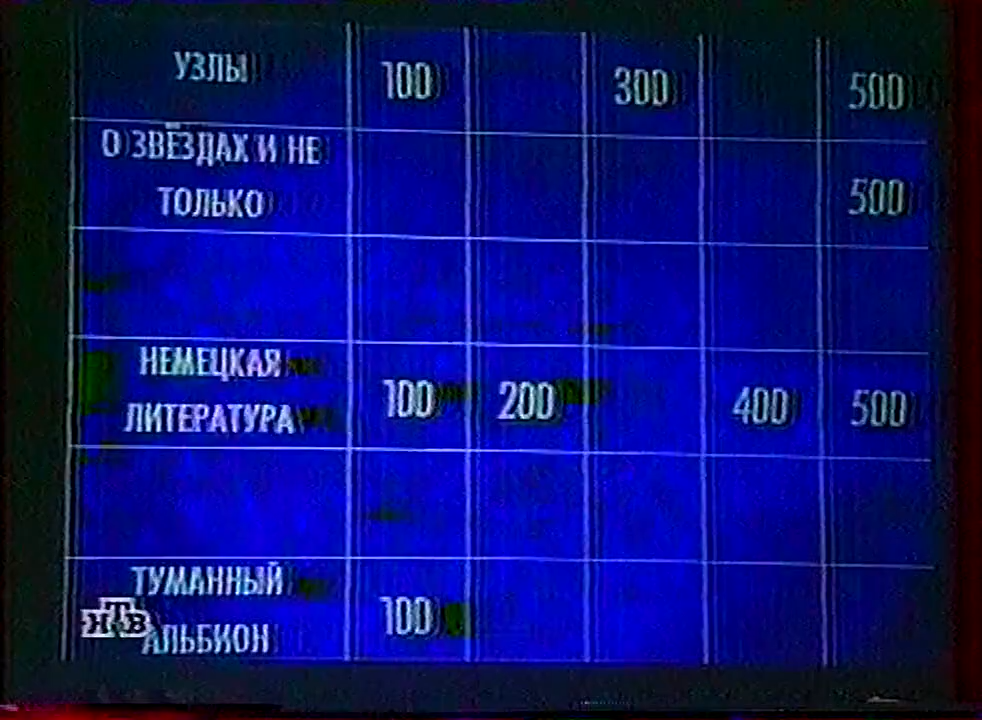 УЗЛЫ 100 300 500
О ЗВЁЗДАХ И НЕ
ТОЛЬКО 500
НЕМЕЦКАЯ
ЛИТЕРАТУРА 100 200 400 500
ТУМАННЫЙ
АЛЬБИОН 100
НТВ